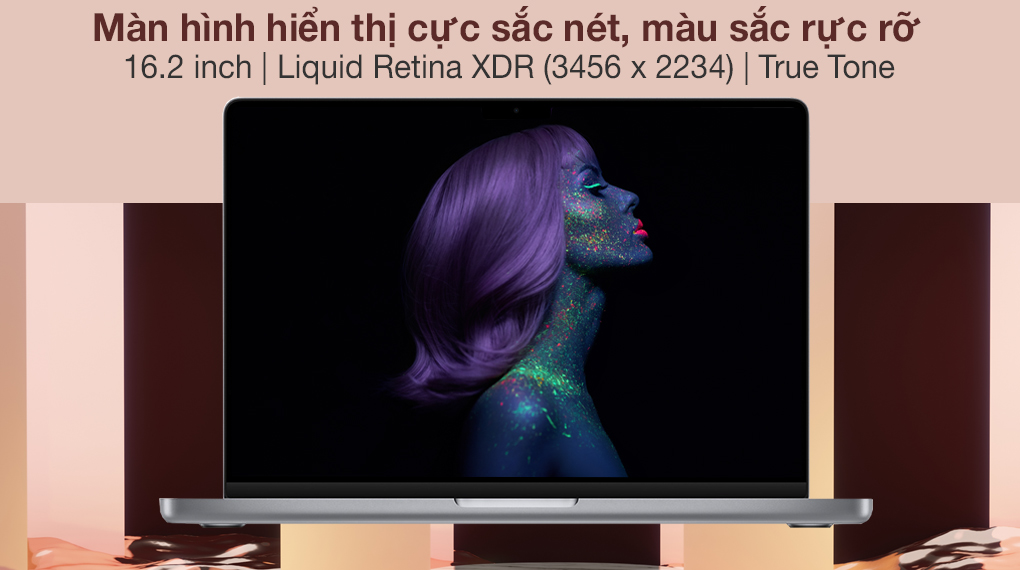 Màn hình hiển thị cực sắc nét, màu sắc rực rỡ
16.2 inch | Liquid Retina XDR (3456 x 2234) | True Tone